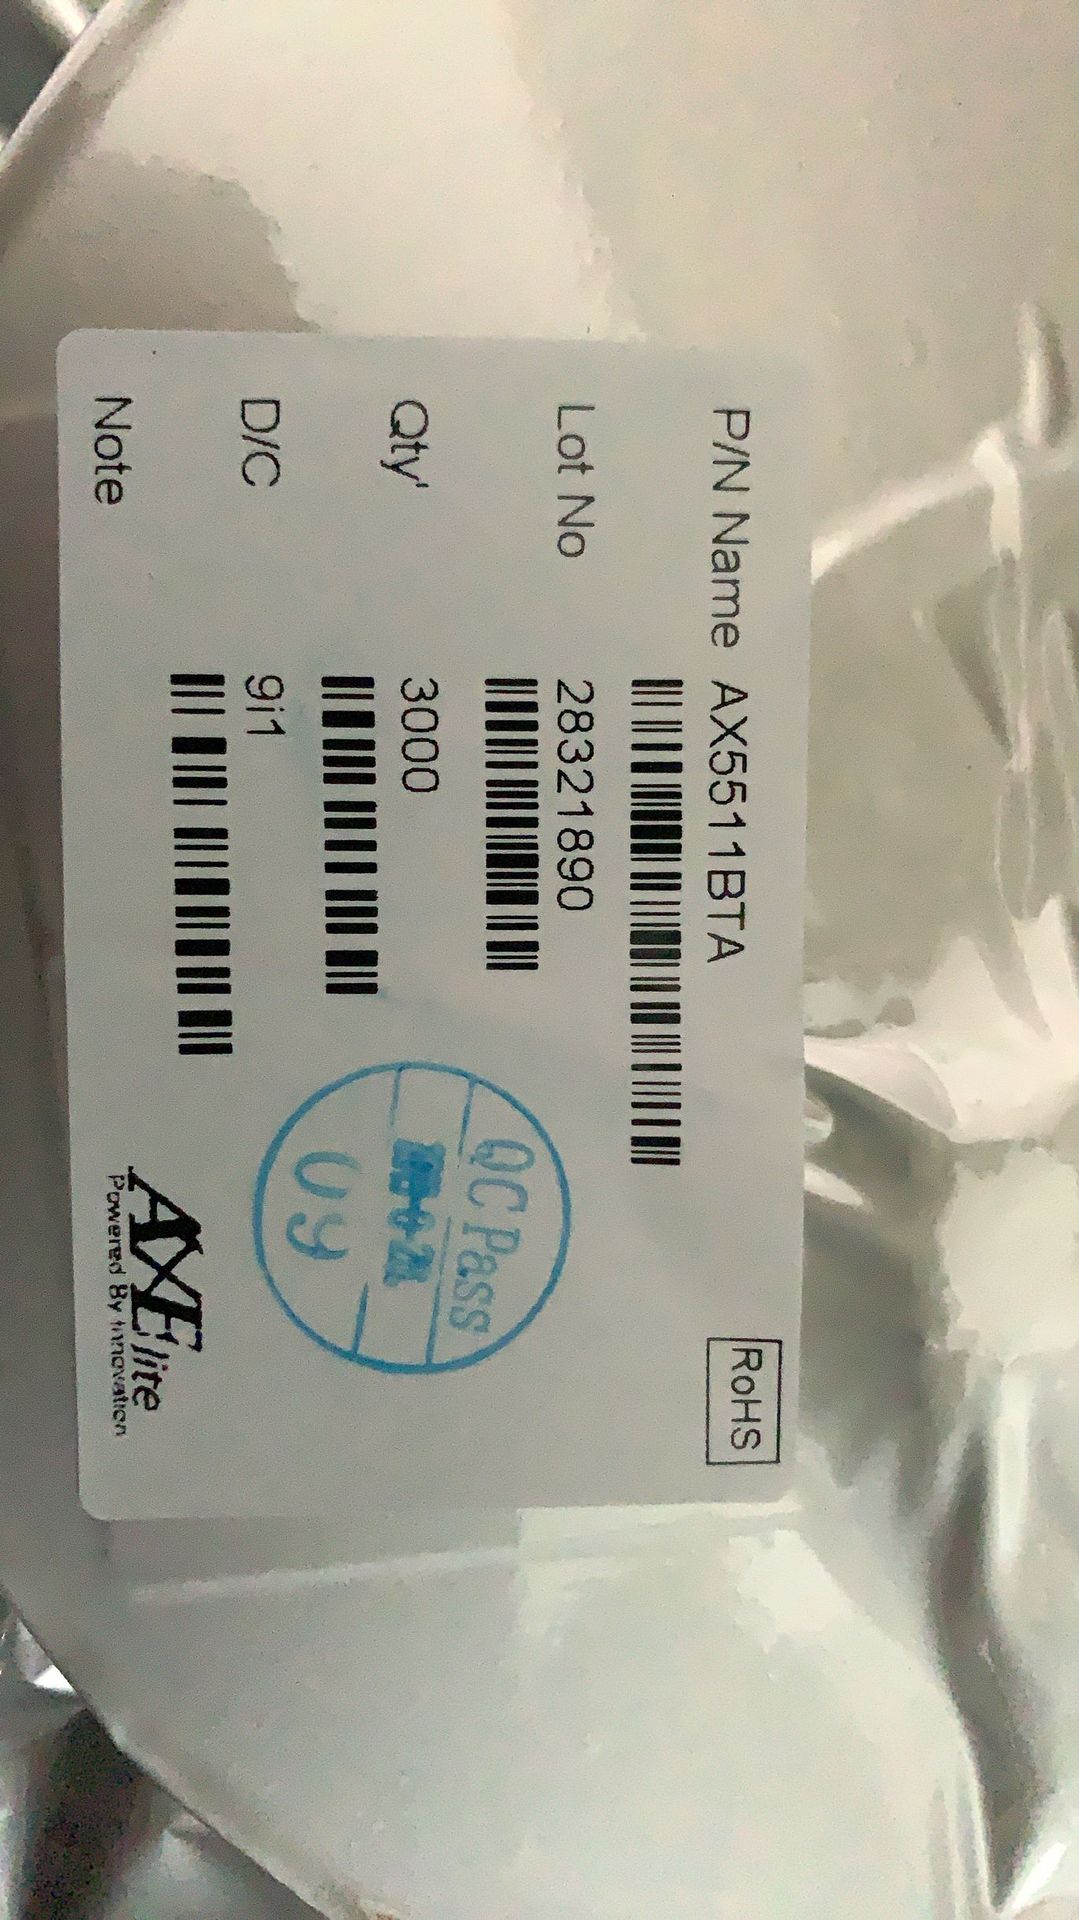 P/N Name AX5511BTA
RoHS
Lot No 28321890
Qty' 3000
QC Pass
09
D/C 9i1
Note
AXElite
Powered By Innovation